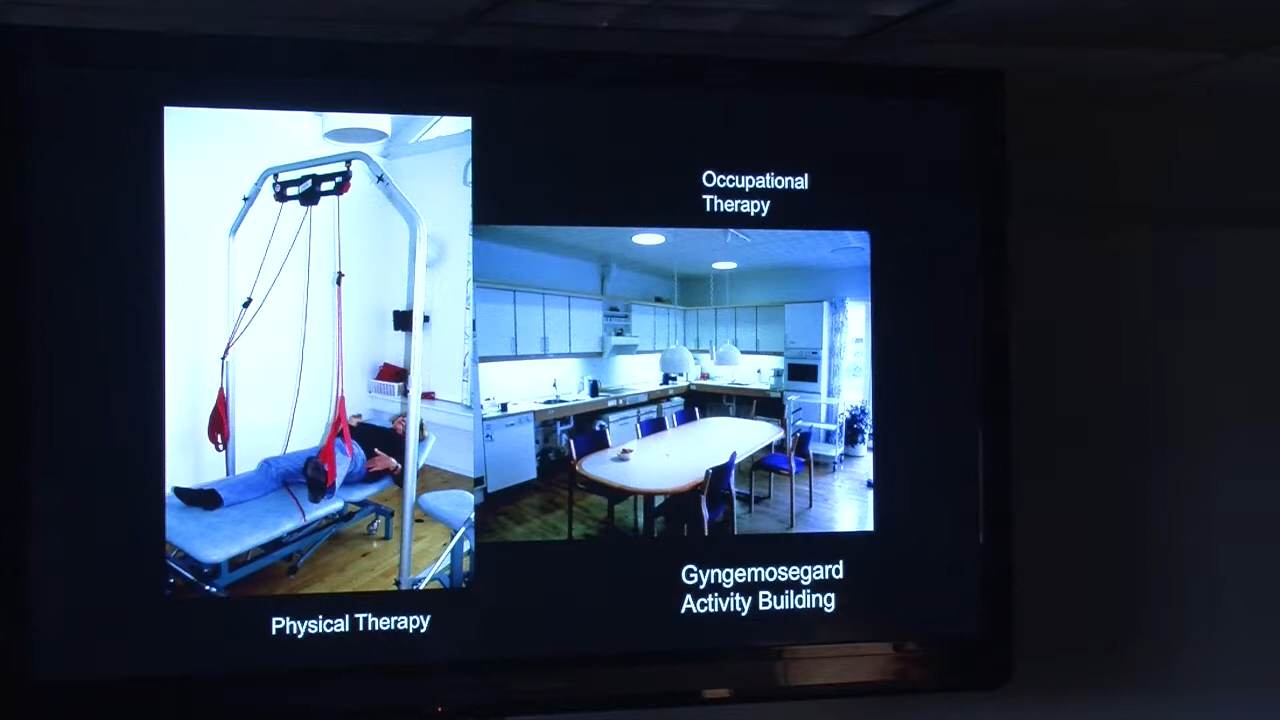 Occupational
Therapy
Physical Therapy
Gyngemosegard
Activity Building